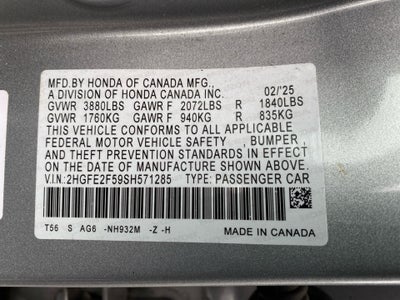 MFD.BY HONDA OF CANADA MFG.,
A DIVISION OF HONDA CANADA INC. 02/'25
GVWR 3880LBS GAWR F 2072LBS R 1840LBS
GVWR 1760KG GAWR F 940KG R 835KG
THIS VEHICLE CONFORMS TO ALL APPLICABLE
FEDERAL MOTOR VEHICLE SAFETY , BUMPER ,
AND THEFT PREVENTION STANDARDS IN EFFECT
ON THE DATE OF MANUFACTURE SHOWN ABOVE.
V.I.N:2HGFE2F59SH571285 TYPE: PASSENGER CAR
T56 S AG6 -NH932M -Z -H MADE IN CANADA